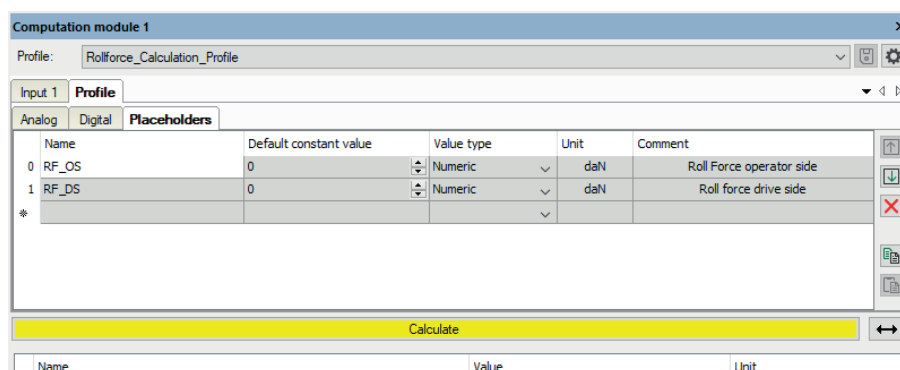 Computation module 1
Profile: Rollforce_Calculation_Profile
Input 1 Profile
Analog Digital Placeholders
Name Default constant value Value type Unit Comment
0 RF_OS 0 Numeric daN Roll Force operator side
1 RF_DS 0 Numeric daN Roll force drive side
Calculate
Name Value Unit